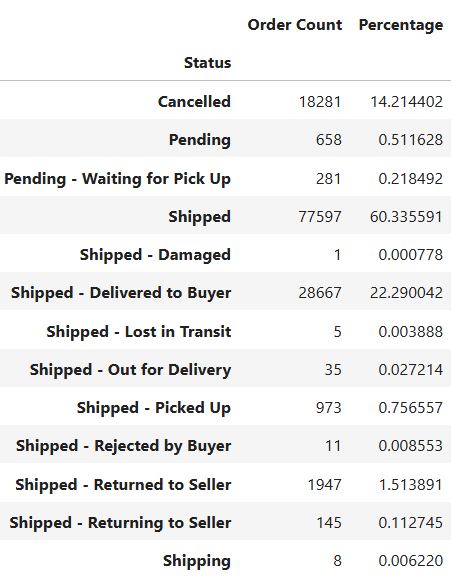 Order Count Percentage
Status
Cancelled 18281 14.214402
Pending 658 0.511628
Pending - Waiting for Pick Up 281 0.218492
Shipped 77597 60.335591
Shipped - Damaged 1 0.000778
Shipped - Delivered to Buyer 28667 22.290042
Shipped - Lost in Transit 5 0.003888
Shipped - Out for Delivery 35 0.027214
Shipped - Picked Up 973 0.756557
Shipped - Rejected by Buyer 11 0.008553
Shipped - Returned to Seller 1947 1.513891
Shipped - Returning to Seller 145 0.112745
Shipping 8 0.006220